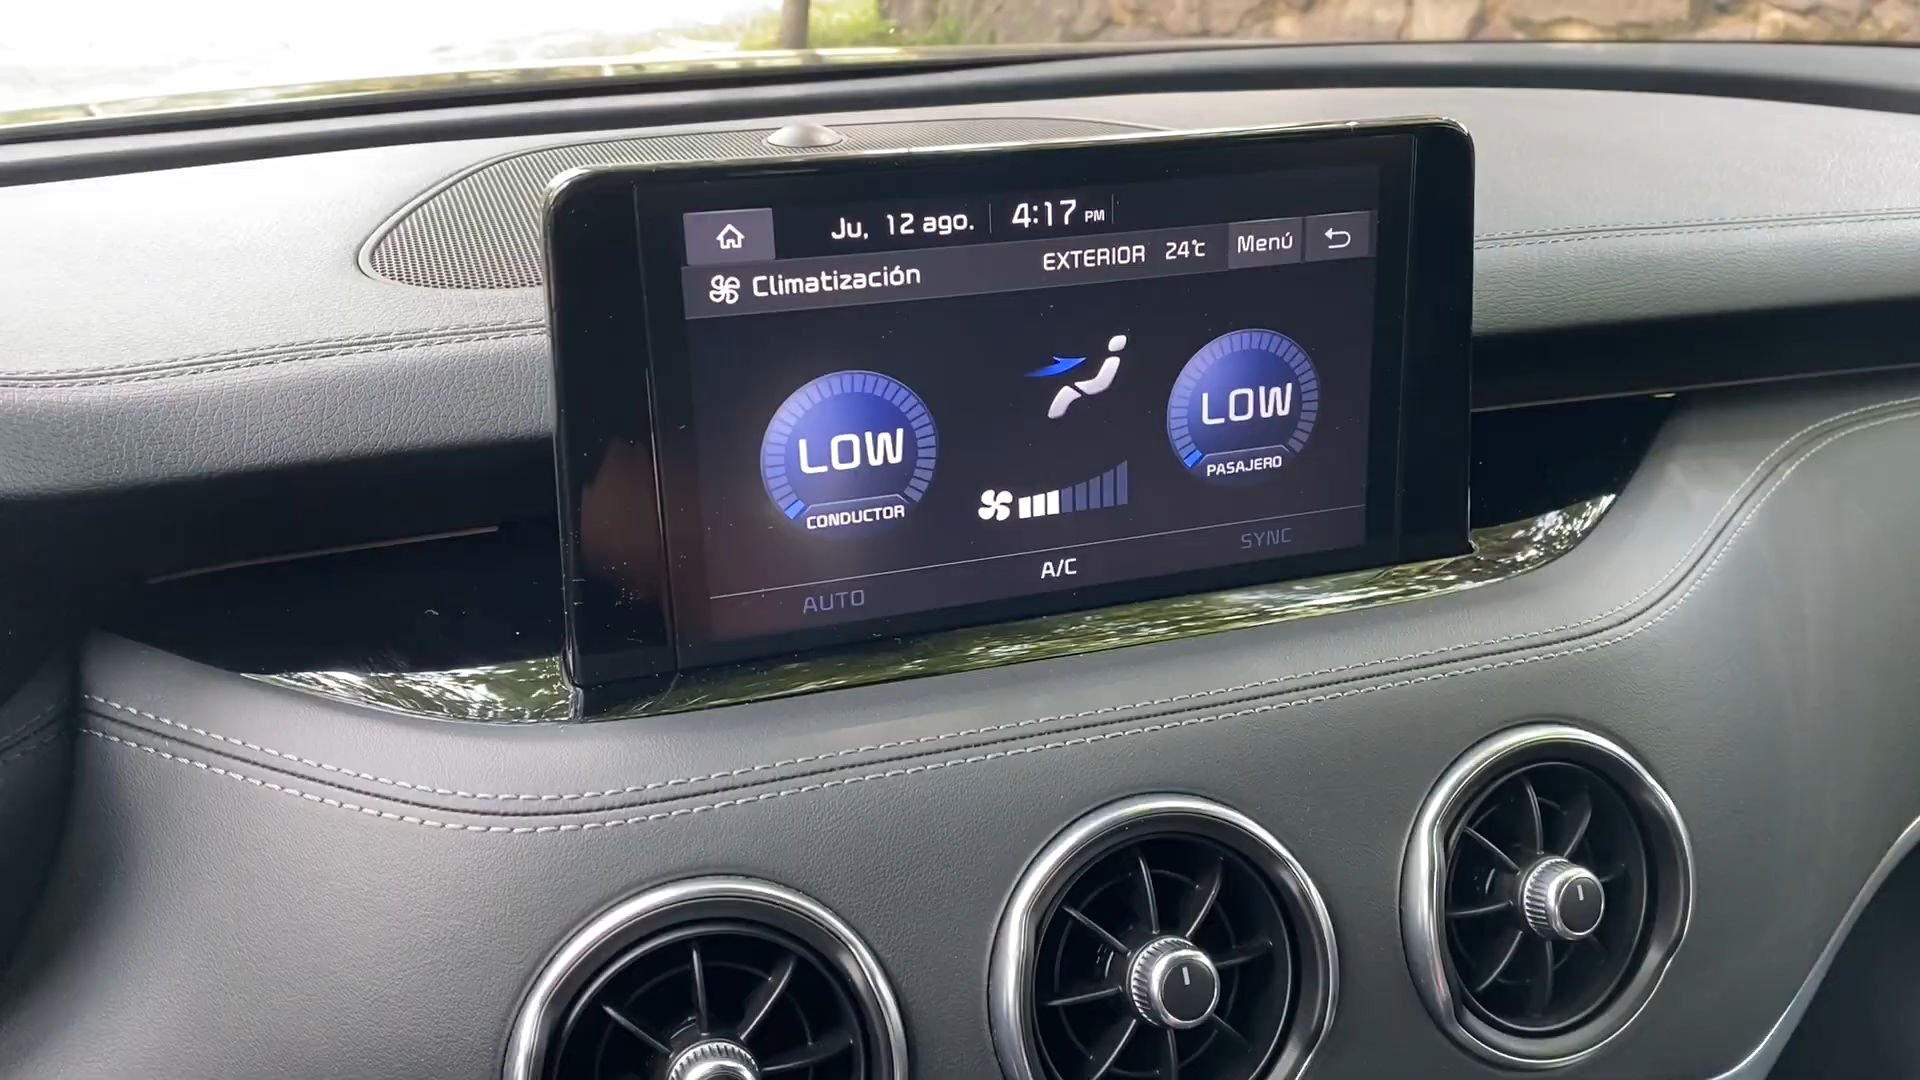 Ju, 12 ago. 4:17 PM
Climatización EXTERIOR 24℃ Menú
LOW
CONDUCTOR
LOW
PASAJERO
AUTO A/C SYNC